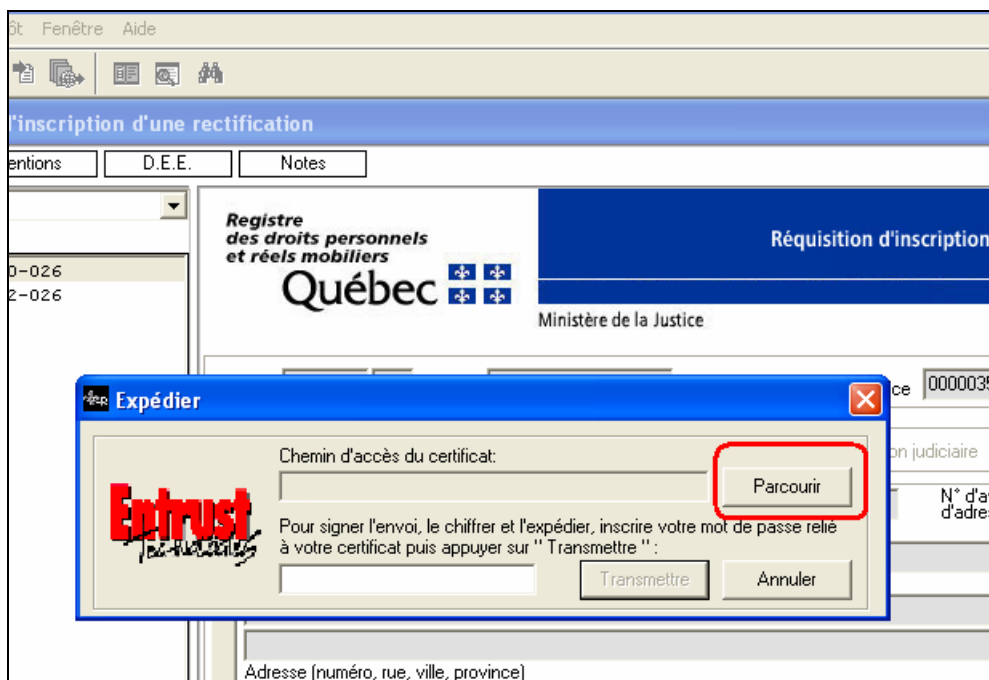 ôt Fenêtre Aide
l'inscription d'une rectification
entions D.E.E. Notes
0-026
2-026
Registre
des droits personnels
et réels mobiliers
Québec
Réquisition d'inscription
Ministère de la Justice
ce 0000035
Expédier
Chemin d'accès du certificat:
Parcourir
on judiciaire
N° d'a
d'adre
Entrust
Technologies
Pour signer l'envoi, le chiffrer et l'expédier, inscrire votre mot de passe relié
à votre certificat puis appuyer sur " Transmettre " :
Transmettre Annuler
Adresse (numéro, rue, ville, province)